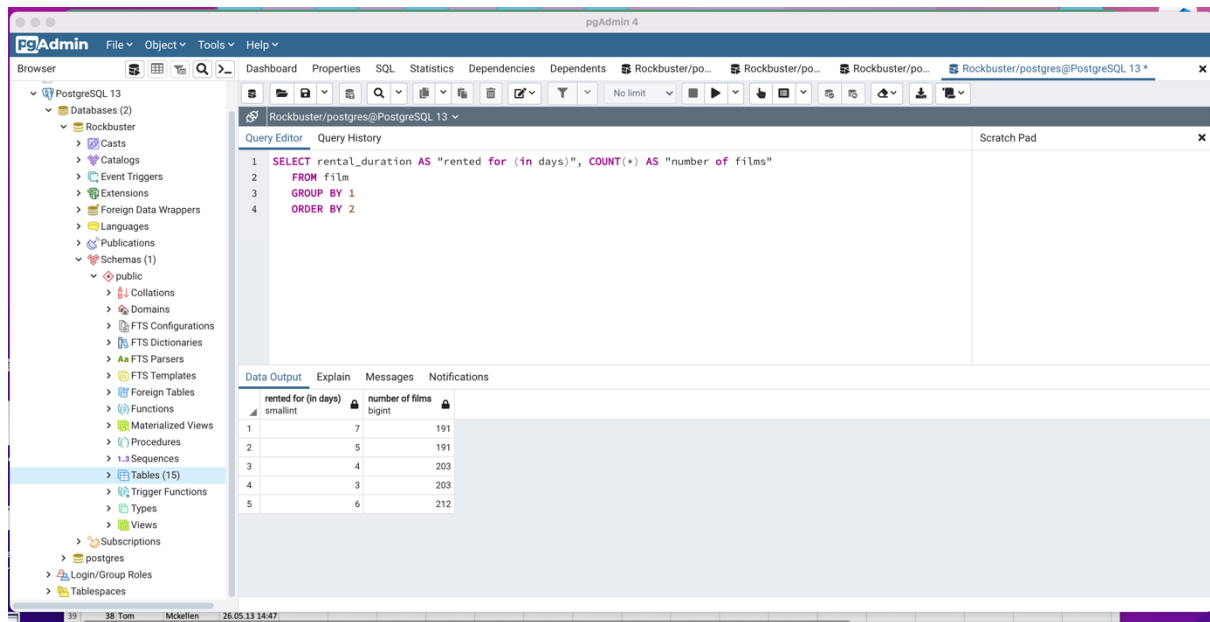 pgAdmin 4
pgAdmin File Object Tools Help
Browser
Dashboard Properties SQL Statistics Dependencies Dependents Rockbuster/po... Rockbuster/po... Rockbuster/po... Rockbuster/postgres@PostgreSQL 13 *
No limit
Rockbuster/postgres@PostgreSQL 13
Query Editor Query History
Scratch Pad
1 SELECT rental_duration AS "rented for (in days)", COUNT(*) AS "number of films"
2 FROM film
3 GROUP BY 1
4 ORDER BY 2
PostgreSQL 13
Databases (2)
Rockbuster
Casts
Catalogs
Event Triggers
Extensions
Foreign Data Wrappers
Languages
Publications
Schemas (1)
public
Collations
Domains
FTS Configurations
FTS Dictionaries
Aa FTS Parsers
FTS Templates
Foreign Tables
Functions
Materialized Views
Procedures
1..3 Sequences
Tables (15)
Trigger Functions
Types
Views
Subscriptions
postgres
Login/Group Roles
Tablespaces
Data Output Explain Messages Notifications
rented for (in days) number of films
smallint bigint
1 7 191
2 5 191
3 4 203
4 3 203
5 6 212
39 38 Tom Mckellen 26.05.13 14:47